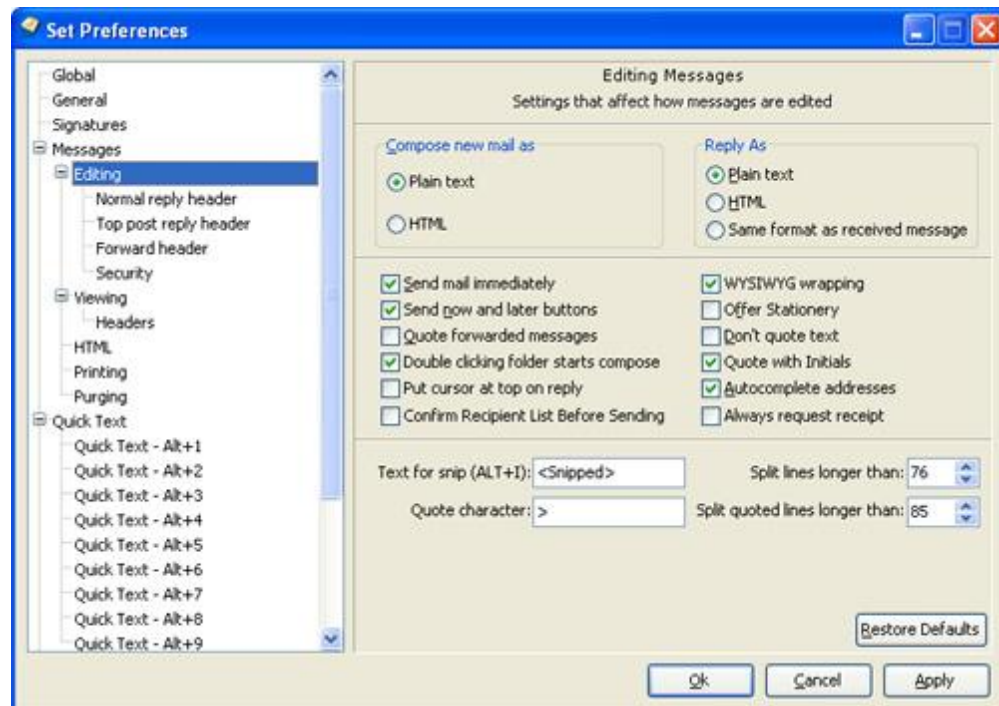 Set Preferences
Global
General
Signatures
Messages
Editing
Normal reply header
Top post reply header
Forward header
Security
Viewing
Headers
HTML
Printing
Purging
Quick Text
Quick Text - Alt+1
Quick Text - Alt+2
Quick Text - Alt+3
Quick Text - Alt+4
Quick Text - Alt+5
Quick Text - Alt+6
Quick Text - Alt+7
Quick Text - Alt+8
Quick Text - Alt+9
Editing Messages
Settings that affect how messages are edited
Compose new mail as
Plain text
HTML
Reply As
Plain text
HTML
Same format as received message
Send mail immediately
Send now and later buttons
Quote forwarded messages
Double clicking folder starts compose
Put cursor at top on reply
Confirm Recipient List Before Sending
WYSIWYG wrapping
Offer Stationery
Don't quote text
Quote with Initials
Autocomplete addresses
Always request receipt
Text for snip (ALT+I): <Snipped>
Split lines longer than: 76
Quote character: >
Split quoted lines longer than: 85
Restore Defaults
Ok
Cancel
Apply